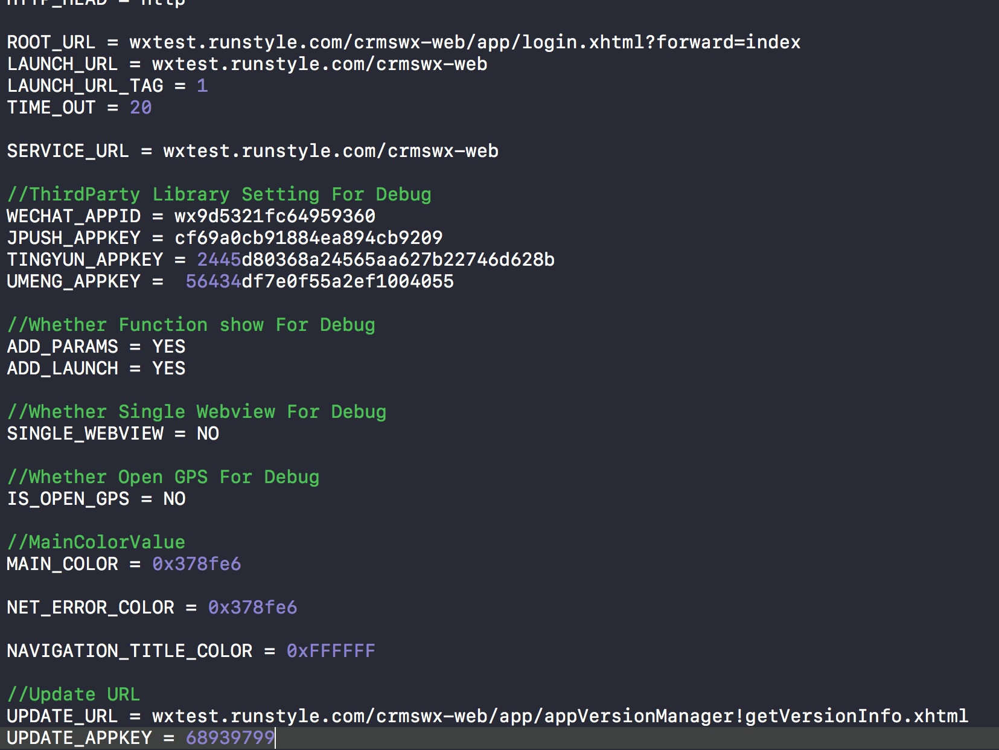 HTTP_HEAD = http
ROOT_URL = wxtest.runstyle.com/crmswx-web/app/login.xhtml?forward=index
LAUNCH_URL = wxtest.runstyle.com/crmswx-web
LAUNCH_URL_TAG = 1
TIME_OUT = 20
SERVICE_URL = wxtest.runstyle.com/crmswx-web
//ThirdParty Library Setting For Debug
WECHAT_APPID = wx9d5321fc64959360
JPUSH_APPKEY = cf69a0cb91884ea894cb9209
TINGYUN_APPKEY = 2445d80368a24565aa627b22746d628b
UMENG_APPKEY =  56434df7e0f55a2ef1004055
//Whether Function show For Debug
ADD_PARAMS = YES
ADD_LAUNCH = YES
//Whether Single Webview For Debug
SINGLE_WEBVIEW = NO
//Whether Open GPS For Debug
IS_OPEN_GPS = NO
//MainColorValue
MAIN_COLOR = 0x378fe6
NET_ERROR_COLOR = 0x378fe6
NAVIGATION_TITLE_COLOR = 0xFFFFFF
//Update URL
UPDATE_URL = wxtest.runstyle.com/crmswx-web/app/appVersionManager!getVersionInfo.xhtml
UPDATE_APPKEY = 68939799